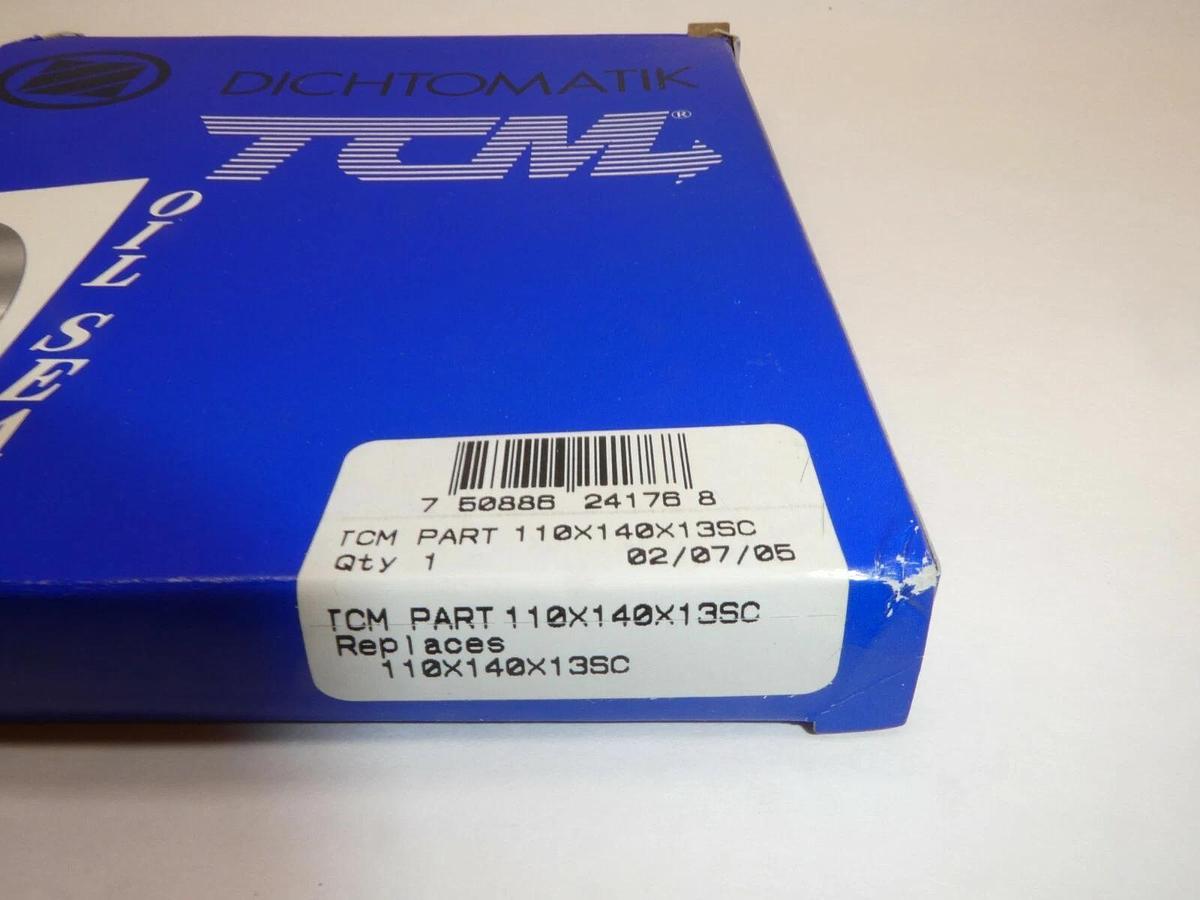 DICHTOMATIK
TCM®
OIL SEA
7 50886 24176 8
TCM PART 110X140X13SC
Qty 1 02/07/05
TCM PART 110X140X13SC
Replaces
110X140X13SC